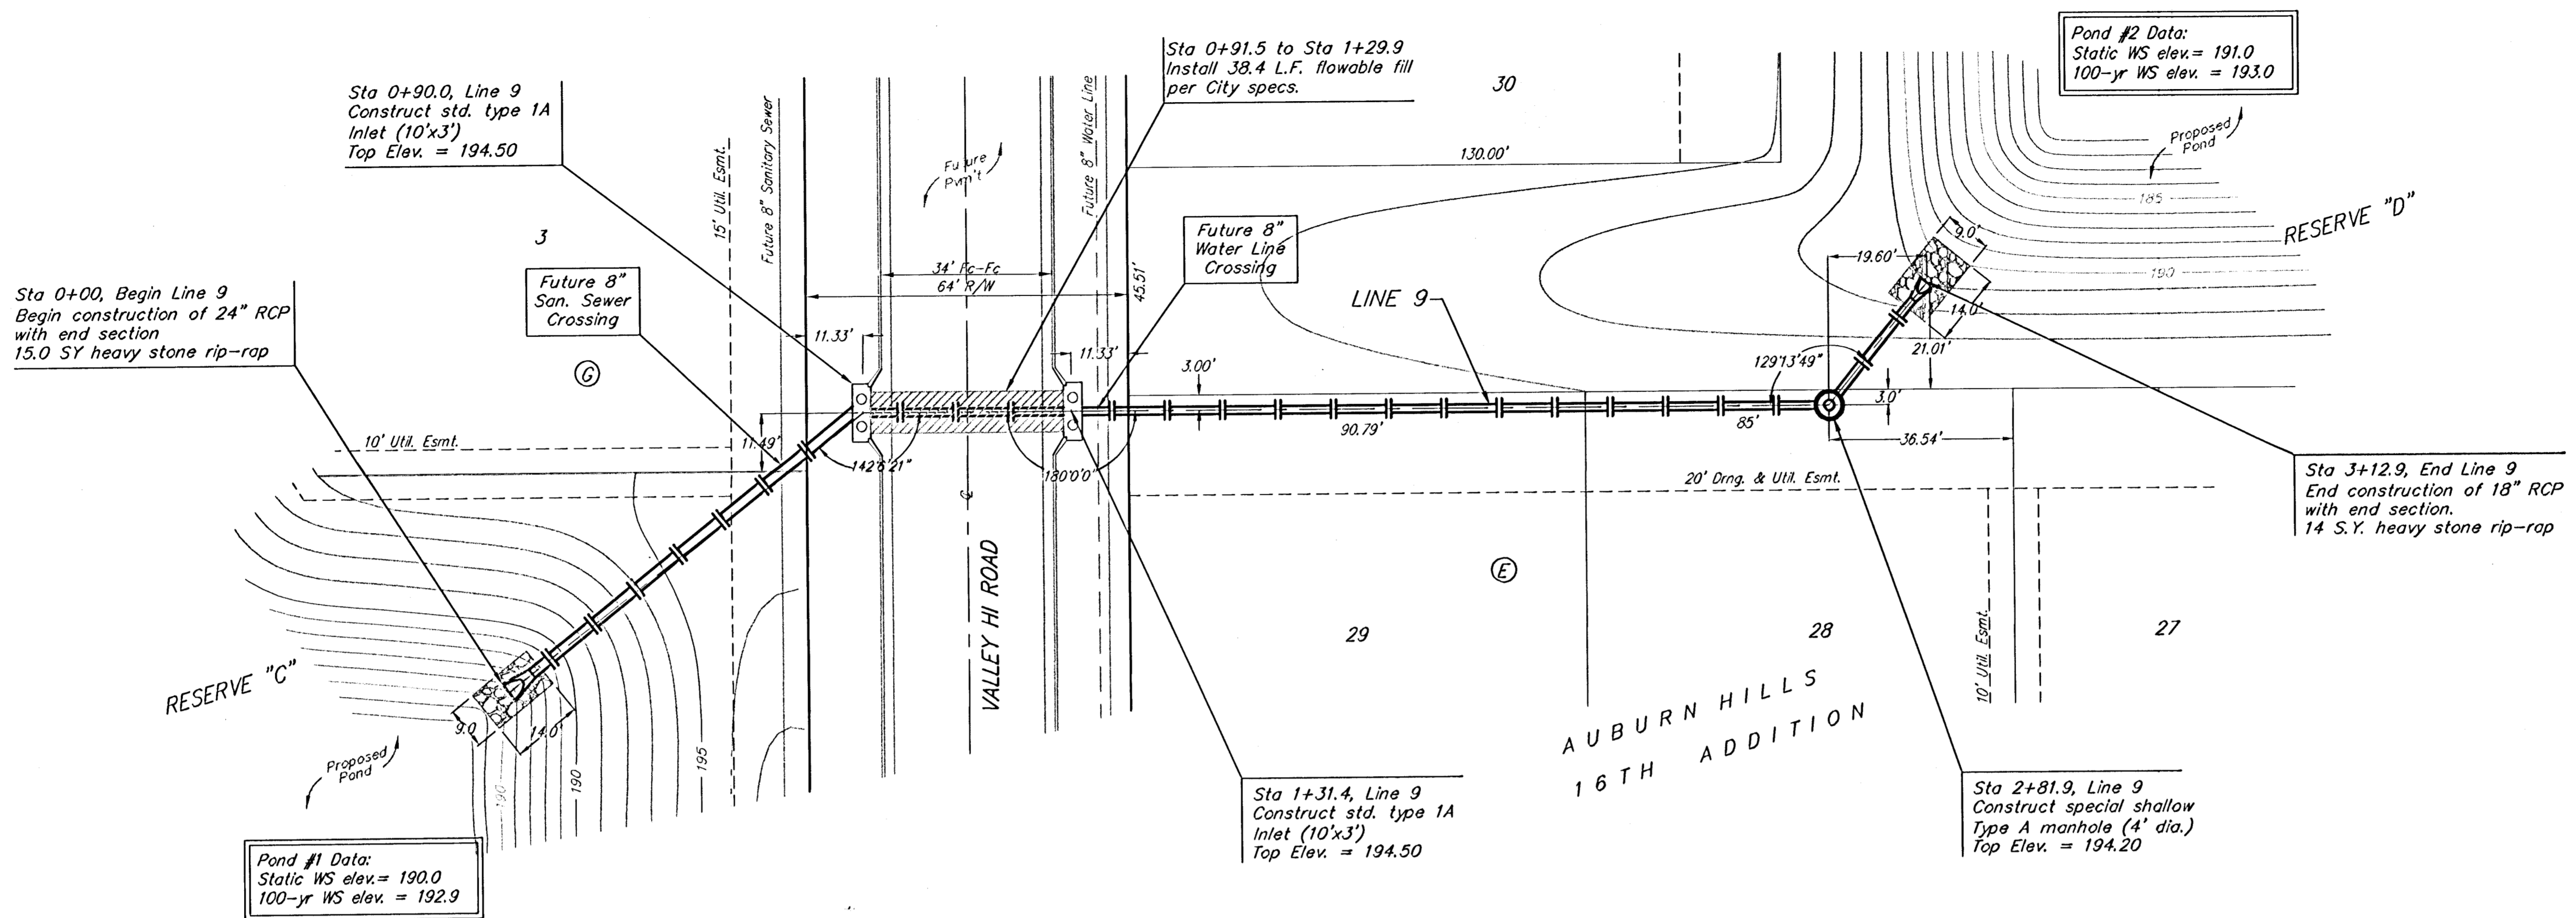 Pond #2 Data:
Static WS elev.= 191.0
100-yr WS elev. = 193.0
Sta 0+91.5 to Sta 1+29.9
Install 38.4 L.F. flowable fill
per City specs.
30
Sta 0+90.0, Line 9
Construct std. type 1A
Inlet (10'x3')
Top Elev. = 194.50
15' Util. Esmt.
Future 8" Sanitary Sewer
Future
Pvm't
Future 8" Water Line
130.00'
Proposed
Pond
185
RESERVE "D"
190
3
Future 8"
San. Sewer
Crossing
Future 8"
Water Line
Crossing
34' Fc-Fc
64' R/W
45.51'
LINE 9
19.60'
9.0'
14.0'
21.01'
129°13'49"
3.0'
Sta 0+00, Begin Line 9
Begin construction of 24" RCP
with end section
15.0 SY heavy stone rip-rap
G
11.33'
11.33'
3.00'
10' Util. Esmt.
11.49'
142°6'21"
180°0'0"
90.79'
85'
36.54'
20' Drng. & Util. Esmt.
Sta 3+12.9, End Line 9
End construction of 18" RCP
with end section.
14 S.Y. heavy stone rip-rap
E
VALLEY HI ROAD
℄
29
28
27
10' Util. Esmt.
RESERVE "C"
9.0'
14.0'
Proposed
Pond
190
190
195
AUBURN HILLS
16TH ADDITION
Sta 1+31.4, Line 9
Construct std. type 1A
Inlet (10'x3')
Top Elev. = 194.50
Sta 2+81.9, Line 9
Construct special shallow
Type A manhole (4' dia.)
Top Elev. = 194.20
Pond #1 Data:
Static WS elev.= 190.0
100-yr WS elev. = 192.9